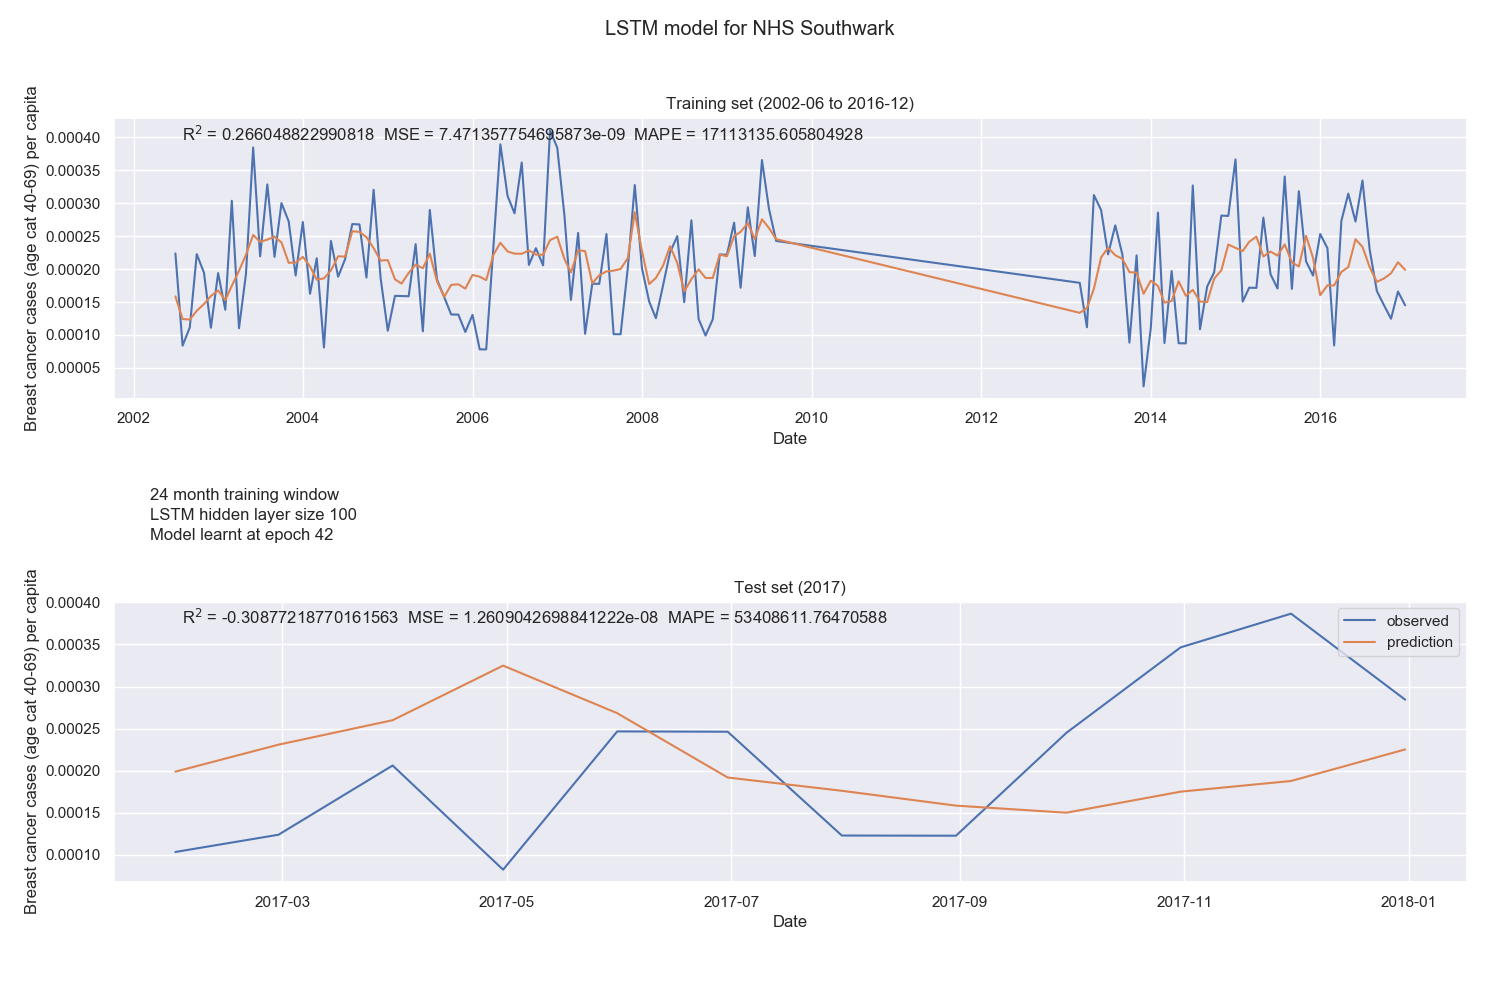 LSTM model for NHS Southwark
Training set (2002-06 to 2016-12)
R² = 0.266048822990818 MSE = 7.471357754695873e-09 MAPE = 17113135.605804928
Breast cancer cases (age cat 40-69) per capita
0.00040
0.00035
0.00030
0.00025
0.00020
0.00015
0.00010
0.00005
2002 2004 2006 2008 2010 2012 2014 2016
Date
24 month training window
LSTM hidden layer size 100
Model learnt at epoch 42
Test set (2017)
R² = -0.30877218770161563 MSE = 1.2609042698841222e-08 MAPE = 53408611.76470588
observed
prediction
Breast cancer cases (age cat 40-69) per capita
0.00040
0.00035
0.00030
0.00025
0.00020
0.00015
0.00010
2017-03 2017-05 2017-07 2017-09 2017-11 2018-01
Date